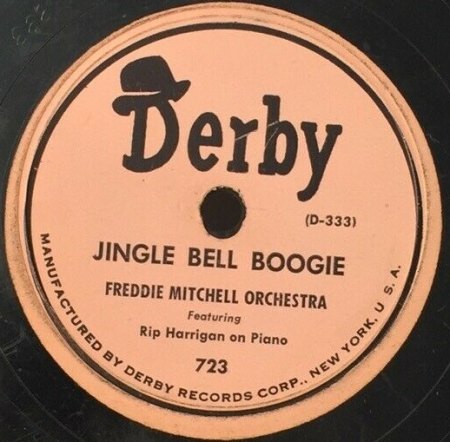 Derby
(D-333)
JINGLE BELL BOOGIE
FREDDIE MITCHELL ORCHESTRA
Featuring
Rip Harrigan on Piano
723
MANUFACTURED BY DERBY RECORDS CORP., NEW YORK, U.S.A.